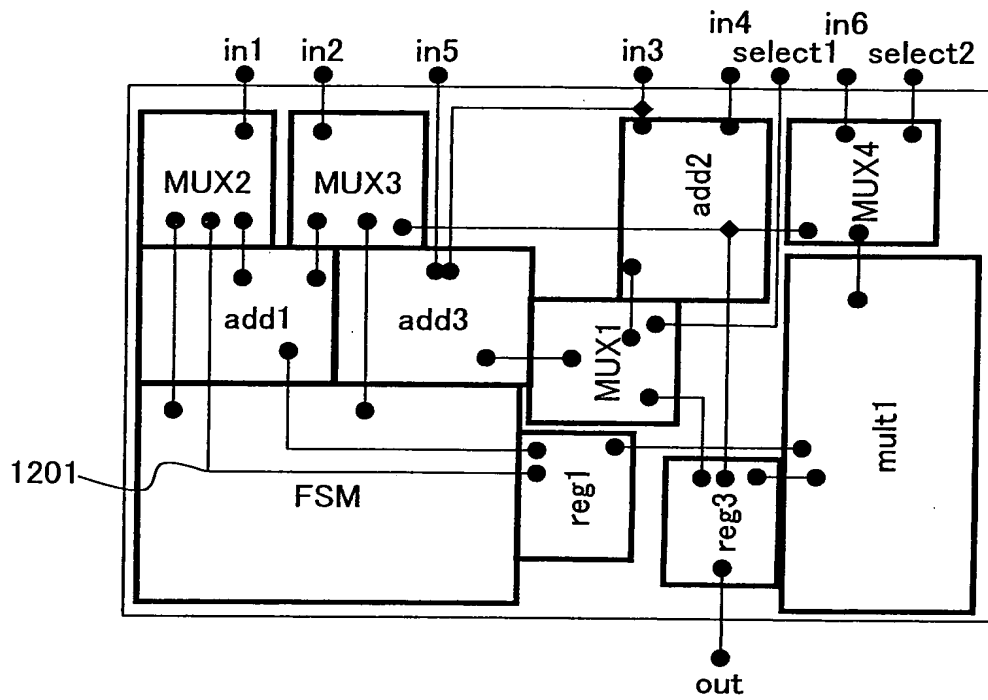 in1
in2
in5
in3
in4
select1
in6
select2
MUX2
MUX3
add2
MUX4
add1
add3
MUX1
mult1
1201
FSM
reg1
reg3
out